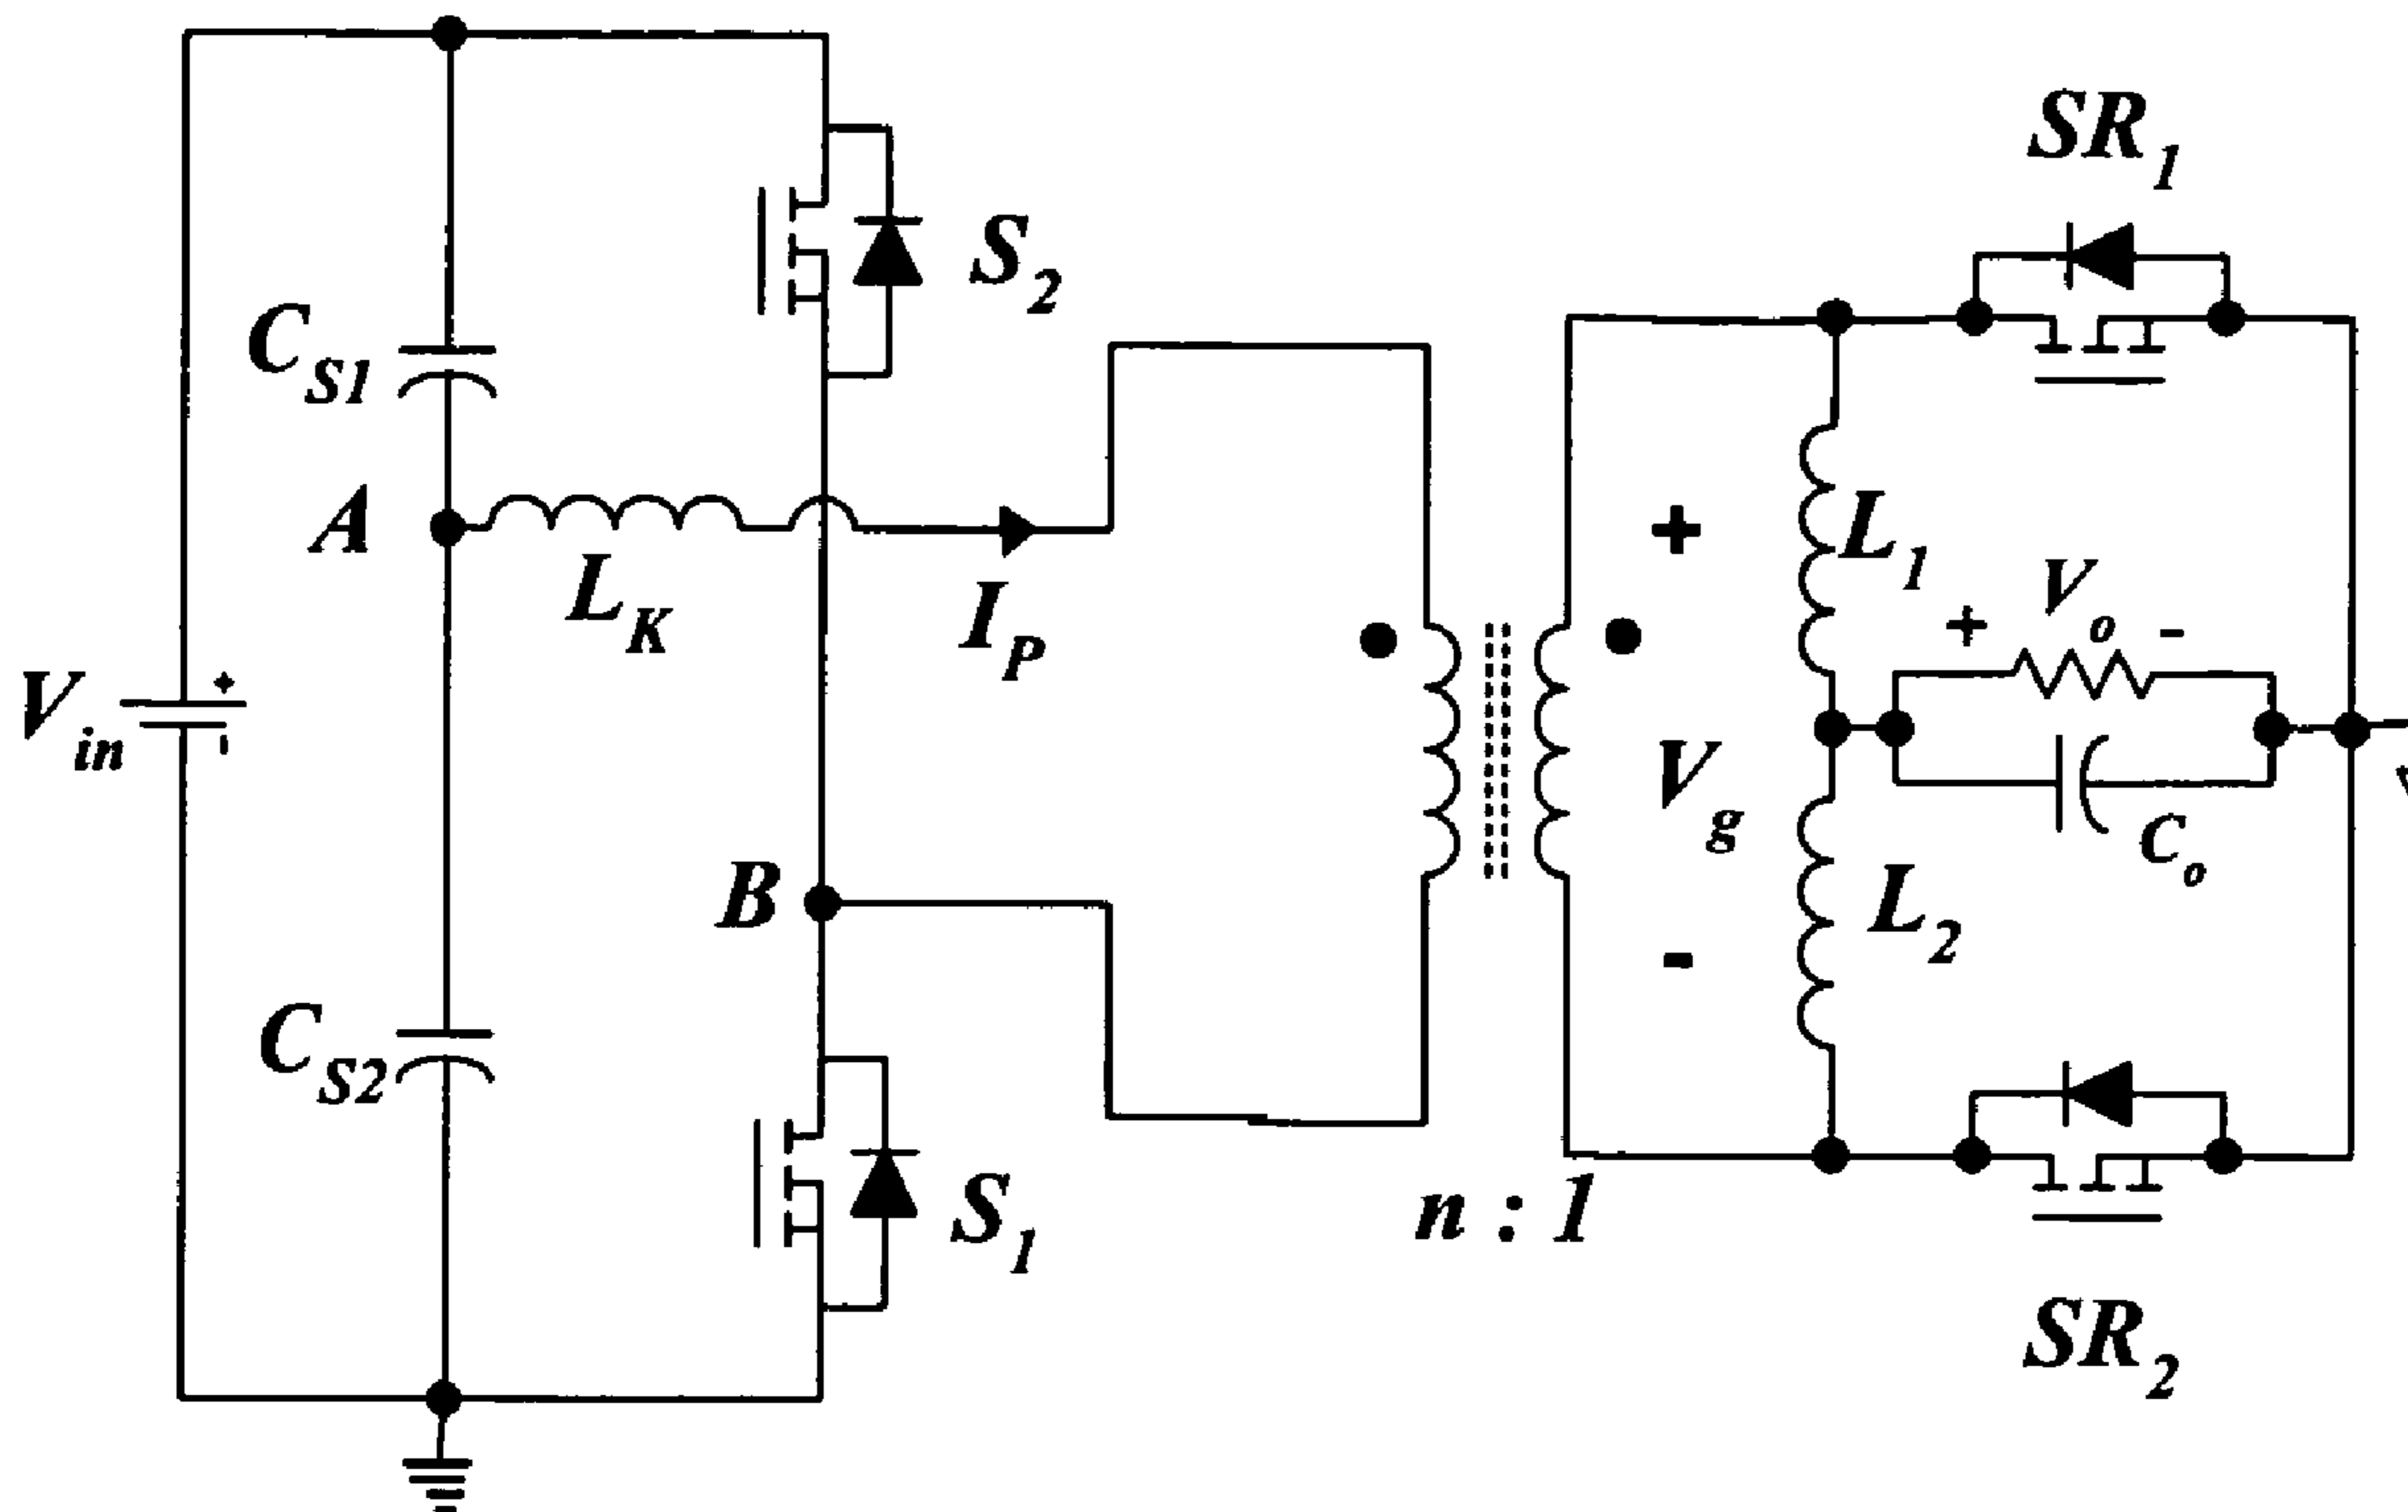 SR1
S2
CS1
A
LK
IP
L1
+ Vo -
+
Vin
+
-
Vg
-
B
Co
L2
CS2
S1
n : 1
SR2